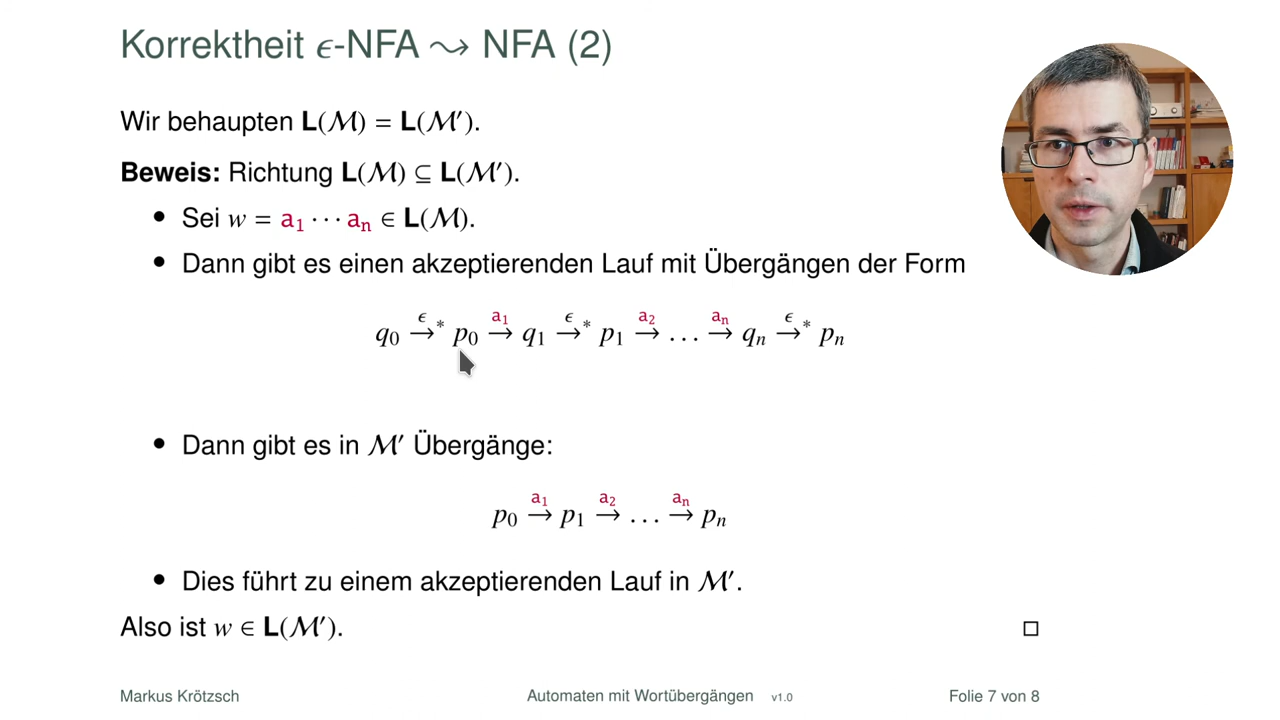 Korrektheit ϵ-NFA ⇝ NFA (2)
Wir behaupten L(ℳ) = L(ℳ′).
Beweis: Richtung L(ℳ) ⊆ L(ℳ′).
• Sei w = a₁ ··· aₙ ∈ L(ℳ).
• Dann gibt es einen akzeptierenden Lauf mit Übergängen der Form
q₀ →^ϵ* p₀ →^a₁ q₁ →^ϵ* p₁ →^a₂ … →^aₙ qₙ →^ϵ* pₙ
• Dann gibt es in ℳ′ Übergänge:
p₀ →^a₁ p₁ →^a₂ … →^aₙ pₙ
• Dies führt zu einem akzeptierenden Lauf in ℳ′.
Also ist w ∈ L(ℳ′). □
Markus Krötzsch Automaten mit Wortübergängen v1.0 Folie 7 von 8